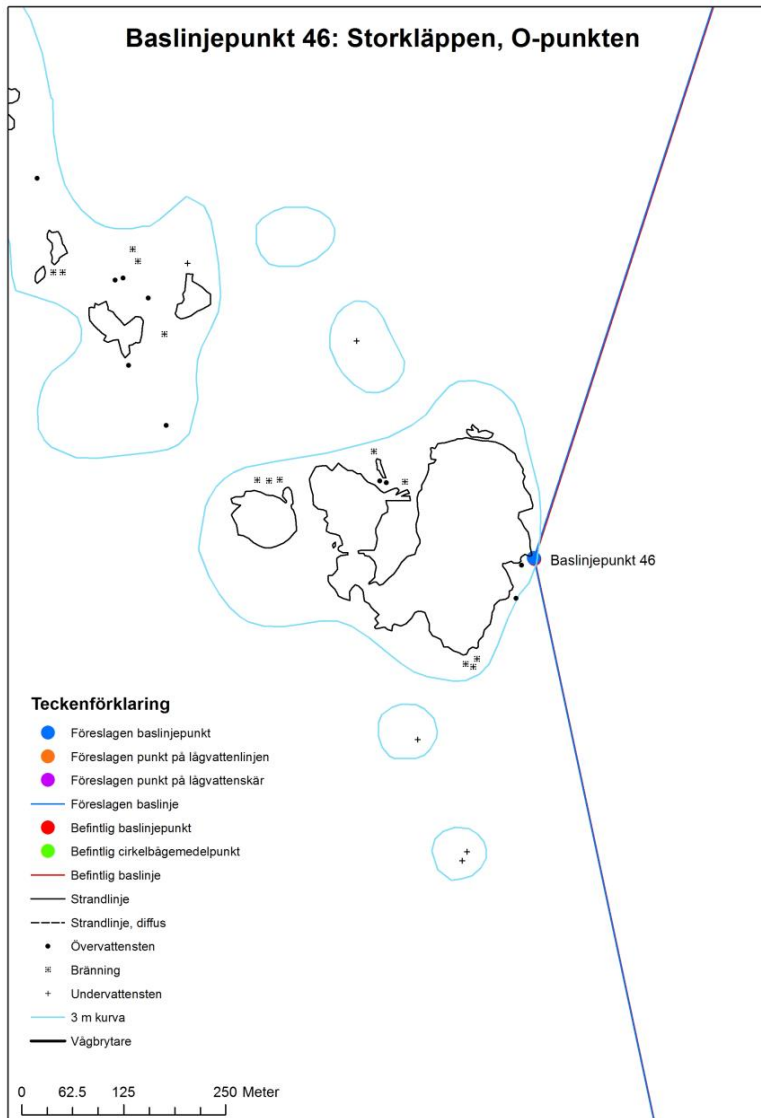 Baslinjepunkt 46: Storkläppen, O-punkten
Baslinjepunkt 46
Teckenförklaring
Föreslagen baslinjepunkt
Föreslagen punkt på lågvattenlinjen
Föreslagen punkt på lågvattenskär
Föreslagen baslinje
Befintlig baslinjepunkt
Befintlig cirkelbågemedelpunkt
Befintlig baslinje
Strandlinje
Strandlinje, diffus
Övervattensten
Bränning
Undervattensten
3 m kurva
Vågbrytare
0 62.5 125 250 Meter